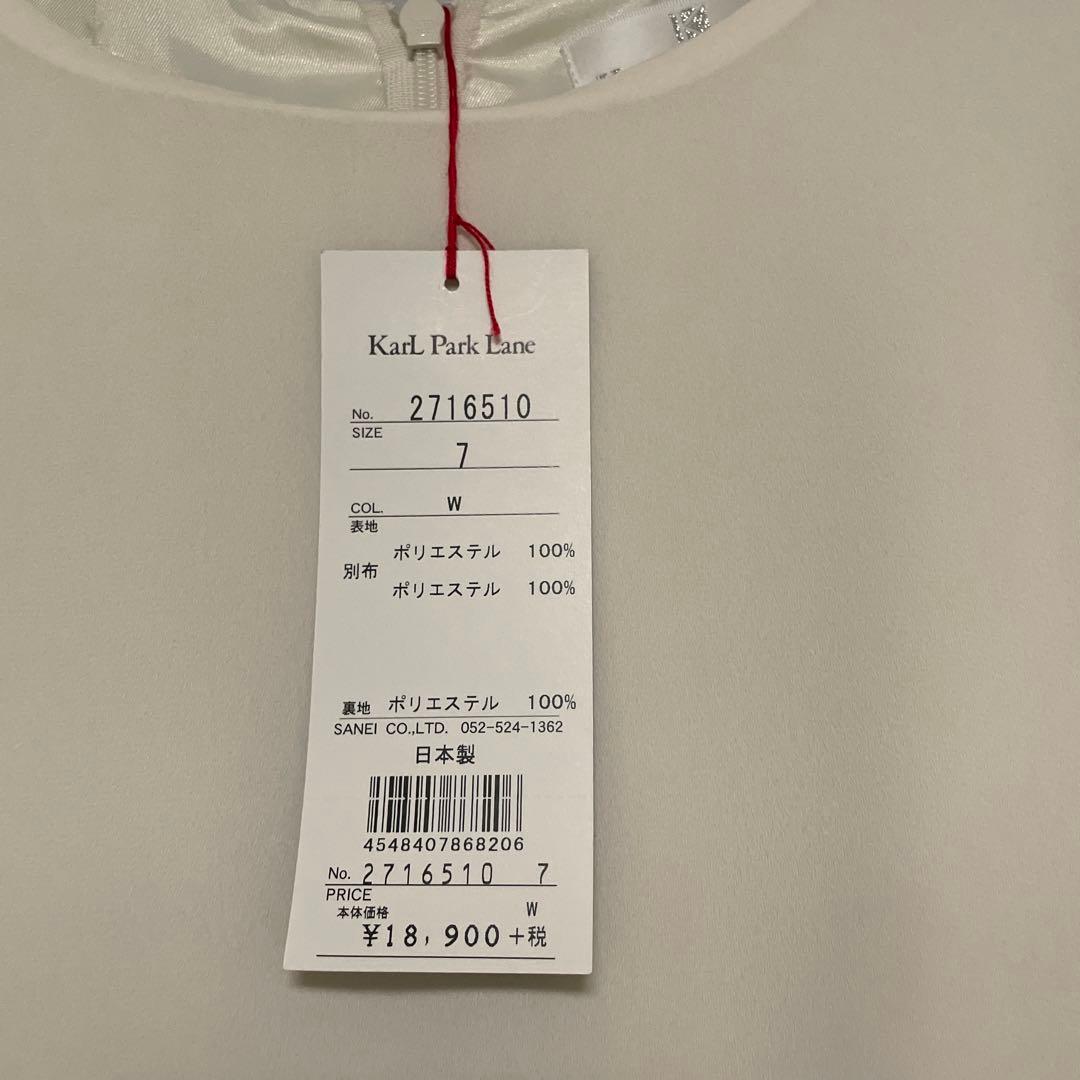 KarL Park Lane
No. 2716510
SIZE
7
COL. W
表地
ポリエステル 100%
別布
ポリエステル 100%
裏地 ポリエステル 100%
SANEI CO.,LTD. 052-524-1362
日本製
4548407868206
No. 2716510 7
PRICE
本体価格 W
¥18,900+税